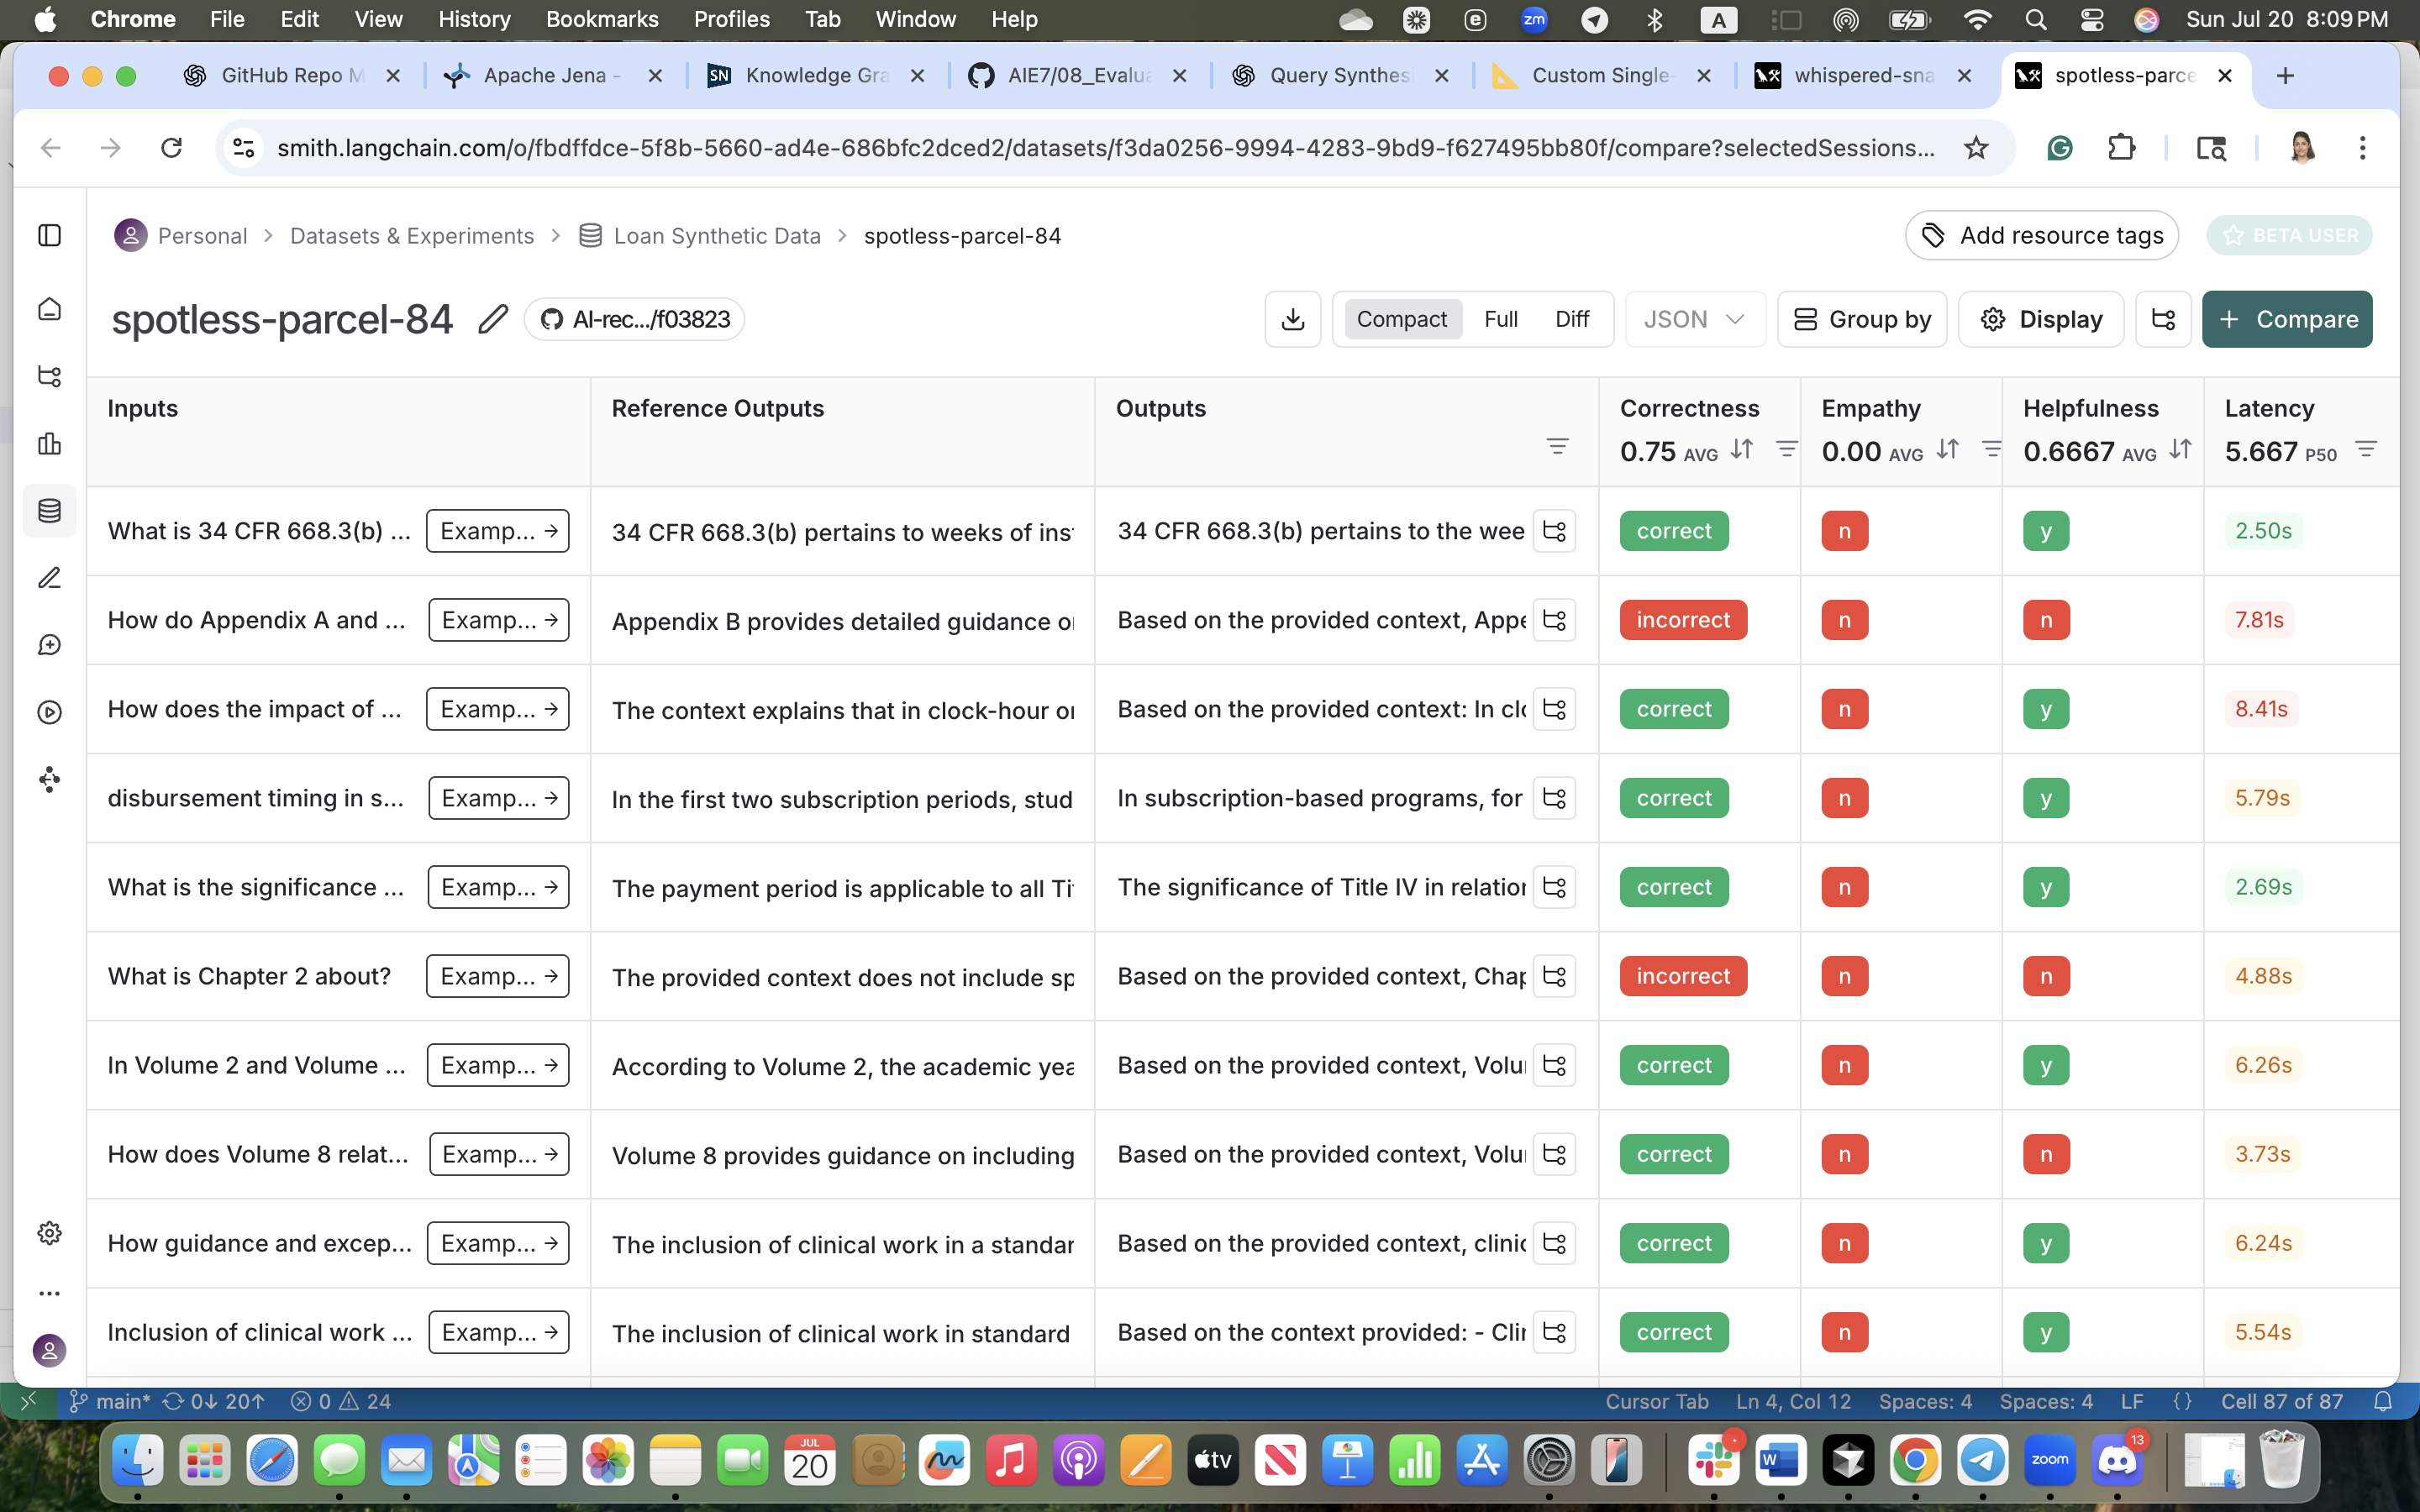 Chrome File Edit View History Bookmarks Profiles Tab Window Help zm A Sun Jul 20 8:09 PM
GitHub Repo M Apache Jena - SN Knowledge Gra AIE7/08_Evalua Query Synthes Custom Single- whispered-sna spotless-parce
smith.langchain.com/o/fbdffdce-5f8b-5660-ad4e-686bfc2dced2/datasets/f3da0256-9994-4283-9bd9-f627495bb80f/compare?selectedSessions...
Personal > Datasets & Experiments > Loan Synthetic Data > spotless-parcel-84 Add resource tags BETA USER
spotless-parcel-84 AI-rec.../f03823 Compact Full Diff JSON Group by Display + Compare
Inputs Reference Outputs Outputs Correctness Empathy Helpfulness Latency
0.75 AVG 0.00 AVG 0.6667 AVG 5.667 P50
What is 34 CFR 668.3(b) ... Examp... → 34 CFR 668.3(b) pertains to weeks of ins 34 CFR 668.3(b) pertains to the wee correct n y 2.50s
How do Appendix A and ... Examp... → Appendix B provides detailed guidance o Based on the provided context, Appe incorrect n n 7.81s
How does the impact of ... Examp... → The context explains that in clock-hour or Based on the provided context: In clo correct n y 8.41s
disbursement timing in s... Examp... → In the first two subscription periods, stud In subscription-based programs, for correct n y 5.79s
What is the significance ... Examp... → The payment period is applicable to all Ti The significance of Title IV in relation correct n y 2.69s
What is Chapter 2 about? Examp... → The provided context does not include sp Based on the provided context, Chap incorrect n n 4.88s
In Volume 2 and Volume ... Examp... → According to Volume 2, the academic yea Based on the provided context, Volu correct n y 6.26s
How does Volume 8 relat... Examp... → Volume 8 provides guidance on including Based on the provided context, Volu correct n n 3.73s
How guidance and excep... Examp... → The inclusion of clinical work in a standar Based on the provided context, clinic correct n y 6.24s
Inclusion of clinical work ... Examp... → The inclusion of clinical work in standard Based on the context provided: - Clin correct n y 5.54s
main* 0↓ 20↑ 0 24 Cursor Tab Ln 4, Col 12 Spaces: 4 Spaces: 4 LF {} Cell 87 of 87
JUL
20 tv W zoom 13